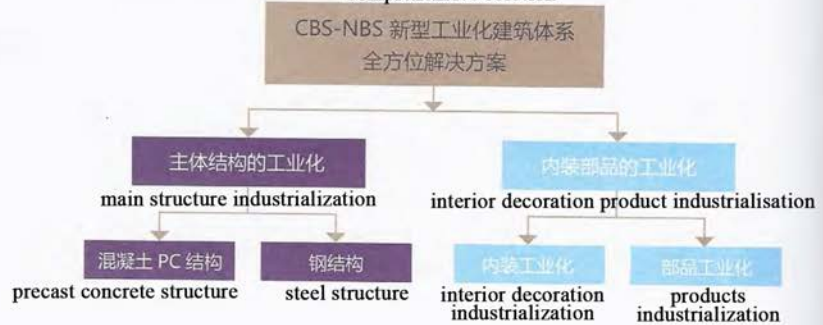 CBS-NBS 新型工业化建筑体系
全方位解决方案
主体结构的工业化
内装部品的工业化
main structure industrialization
interior decoration product industrialisation
混凝土 PC 结构
钢结构
内装工业化
部品工业化
precast concrete structure
steel structure
interior decoration
industrialization
products
industrialization